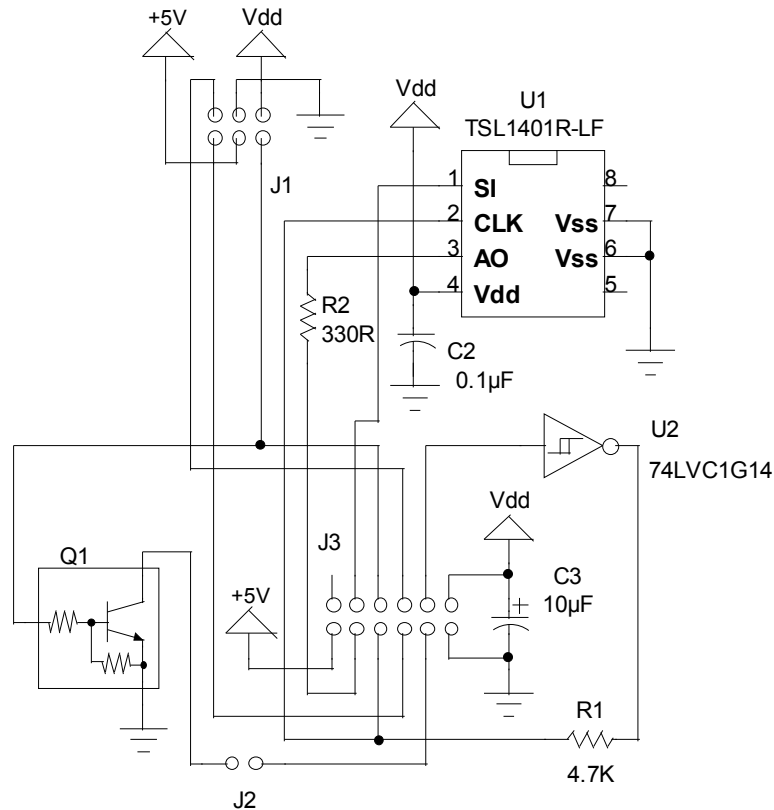 +5V
Vdd
J1
Vdd
U1
TSL1401R-LF
1
SI
8
2
CLK
Vss
7
3
AO
Vss
6
4
Vdd
5
R2
330R
C2
0.1µF
U2
74LVC1G14
Vdd
J3
C3
10µF
+
Q1
+5V
R1
4.7K
J2